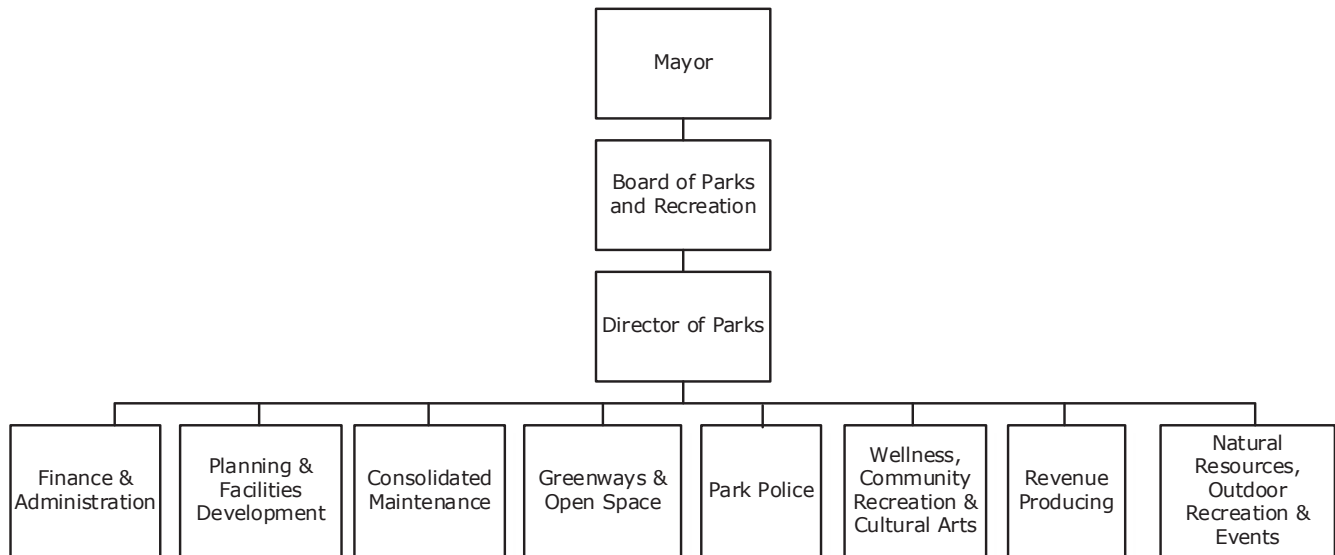 Mayor
Board of Parks
and Recreation
Director of Parks
Finance &
Administration
Planning &
Facilities
Development
Consolidated
Maintenance
Greenways &
Open Space
Park Police
Wellness,
Community
Recreation &
Cultural Arts
Revenue
Producing
Natural
Resources,
Outdoor
Recreation &
Events